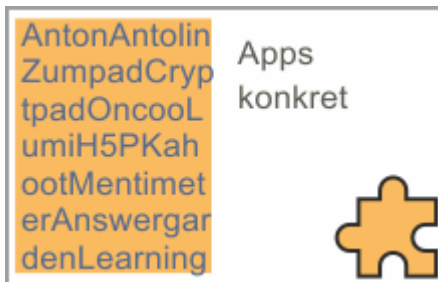 AntonAntolin
ZumpadCryp
tpadOncooL
umiH5PKah
ootMentimet
erAnswergar
denLearning
Apps
konkret